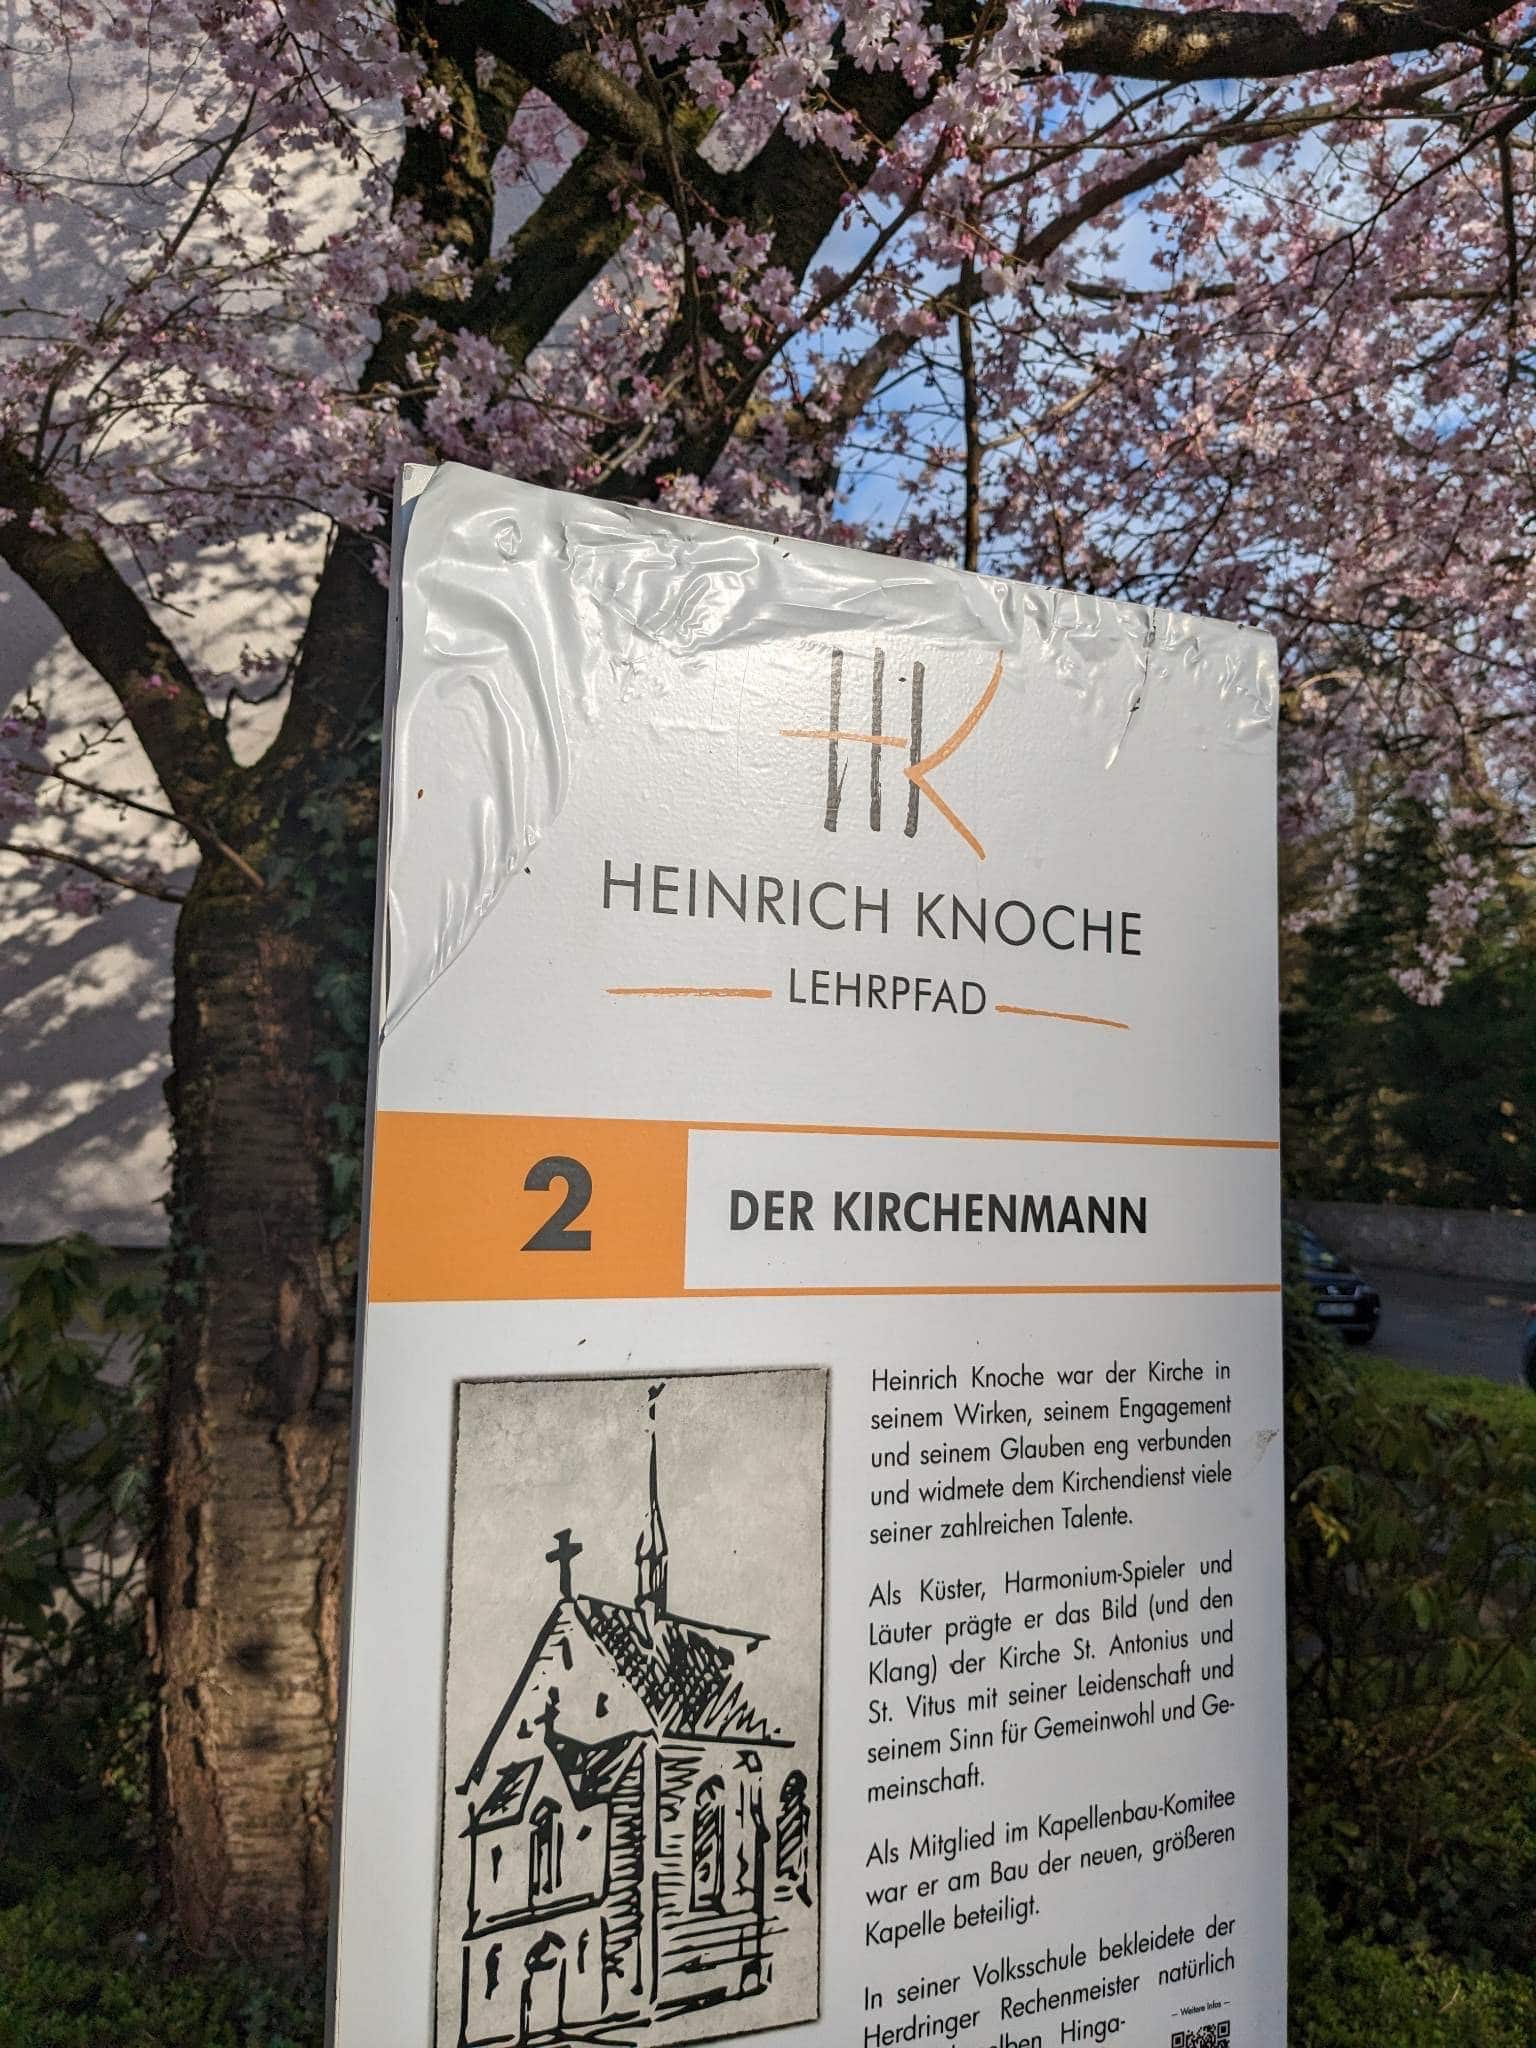 HK
HEINRICH KNOCHE
LEHRPFAD
2
DER KIRCHENMANN
Heinrich Knoche war der Kirche in
seinem Wirken, seinem Engagement
und seinem Glauben eng verbunden
und widmete dem Kirchendienst viele
seiner zahlreichen Talente.
Als Küster, Harmonium-Spieler und
Läuter prägte er das Bild (und den
Klang) der Kirche St. Antonius und
St. Vitus mit seiner Leidenschaft und
seinem Sinn für Gemeinwohl und Ge-
meinschaft.
Als Mitglied im Kapellenbau-Komitee
war er am Bau der neuen, größeren
Kapelle beteiligt.
In seiner Volksschule bekleidete der
Herdringer Rechenmeister natürlich
Hinga-
– Weitere Infos –